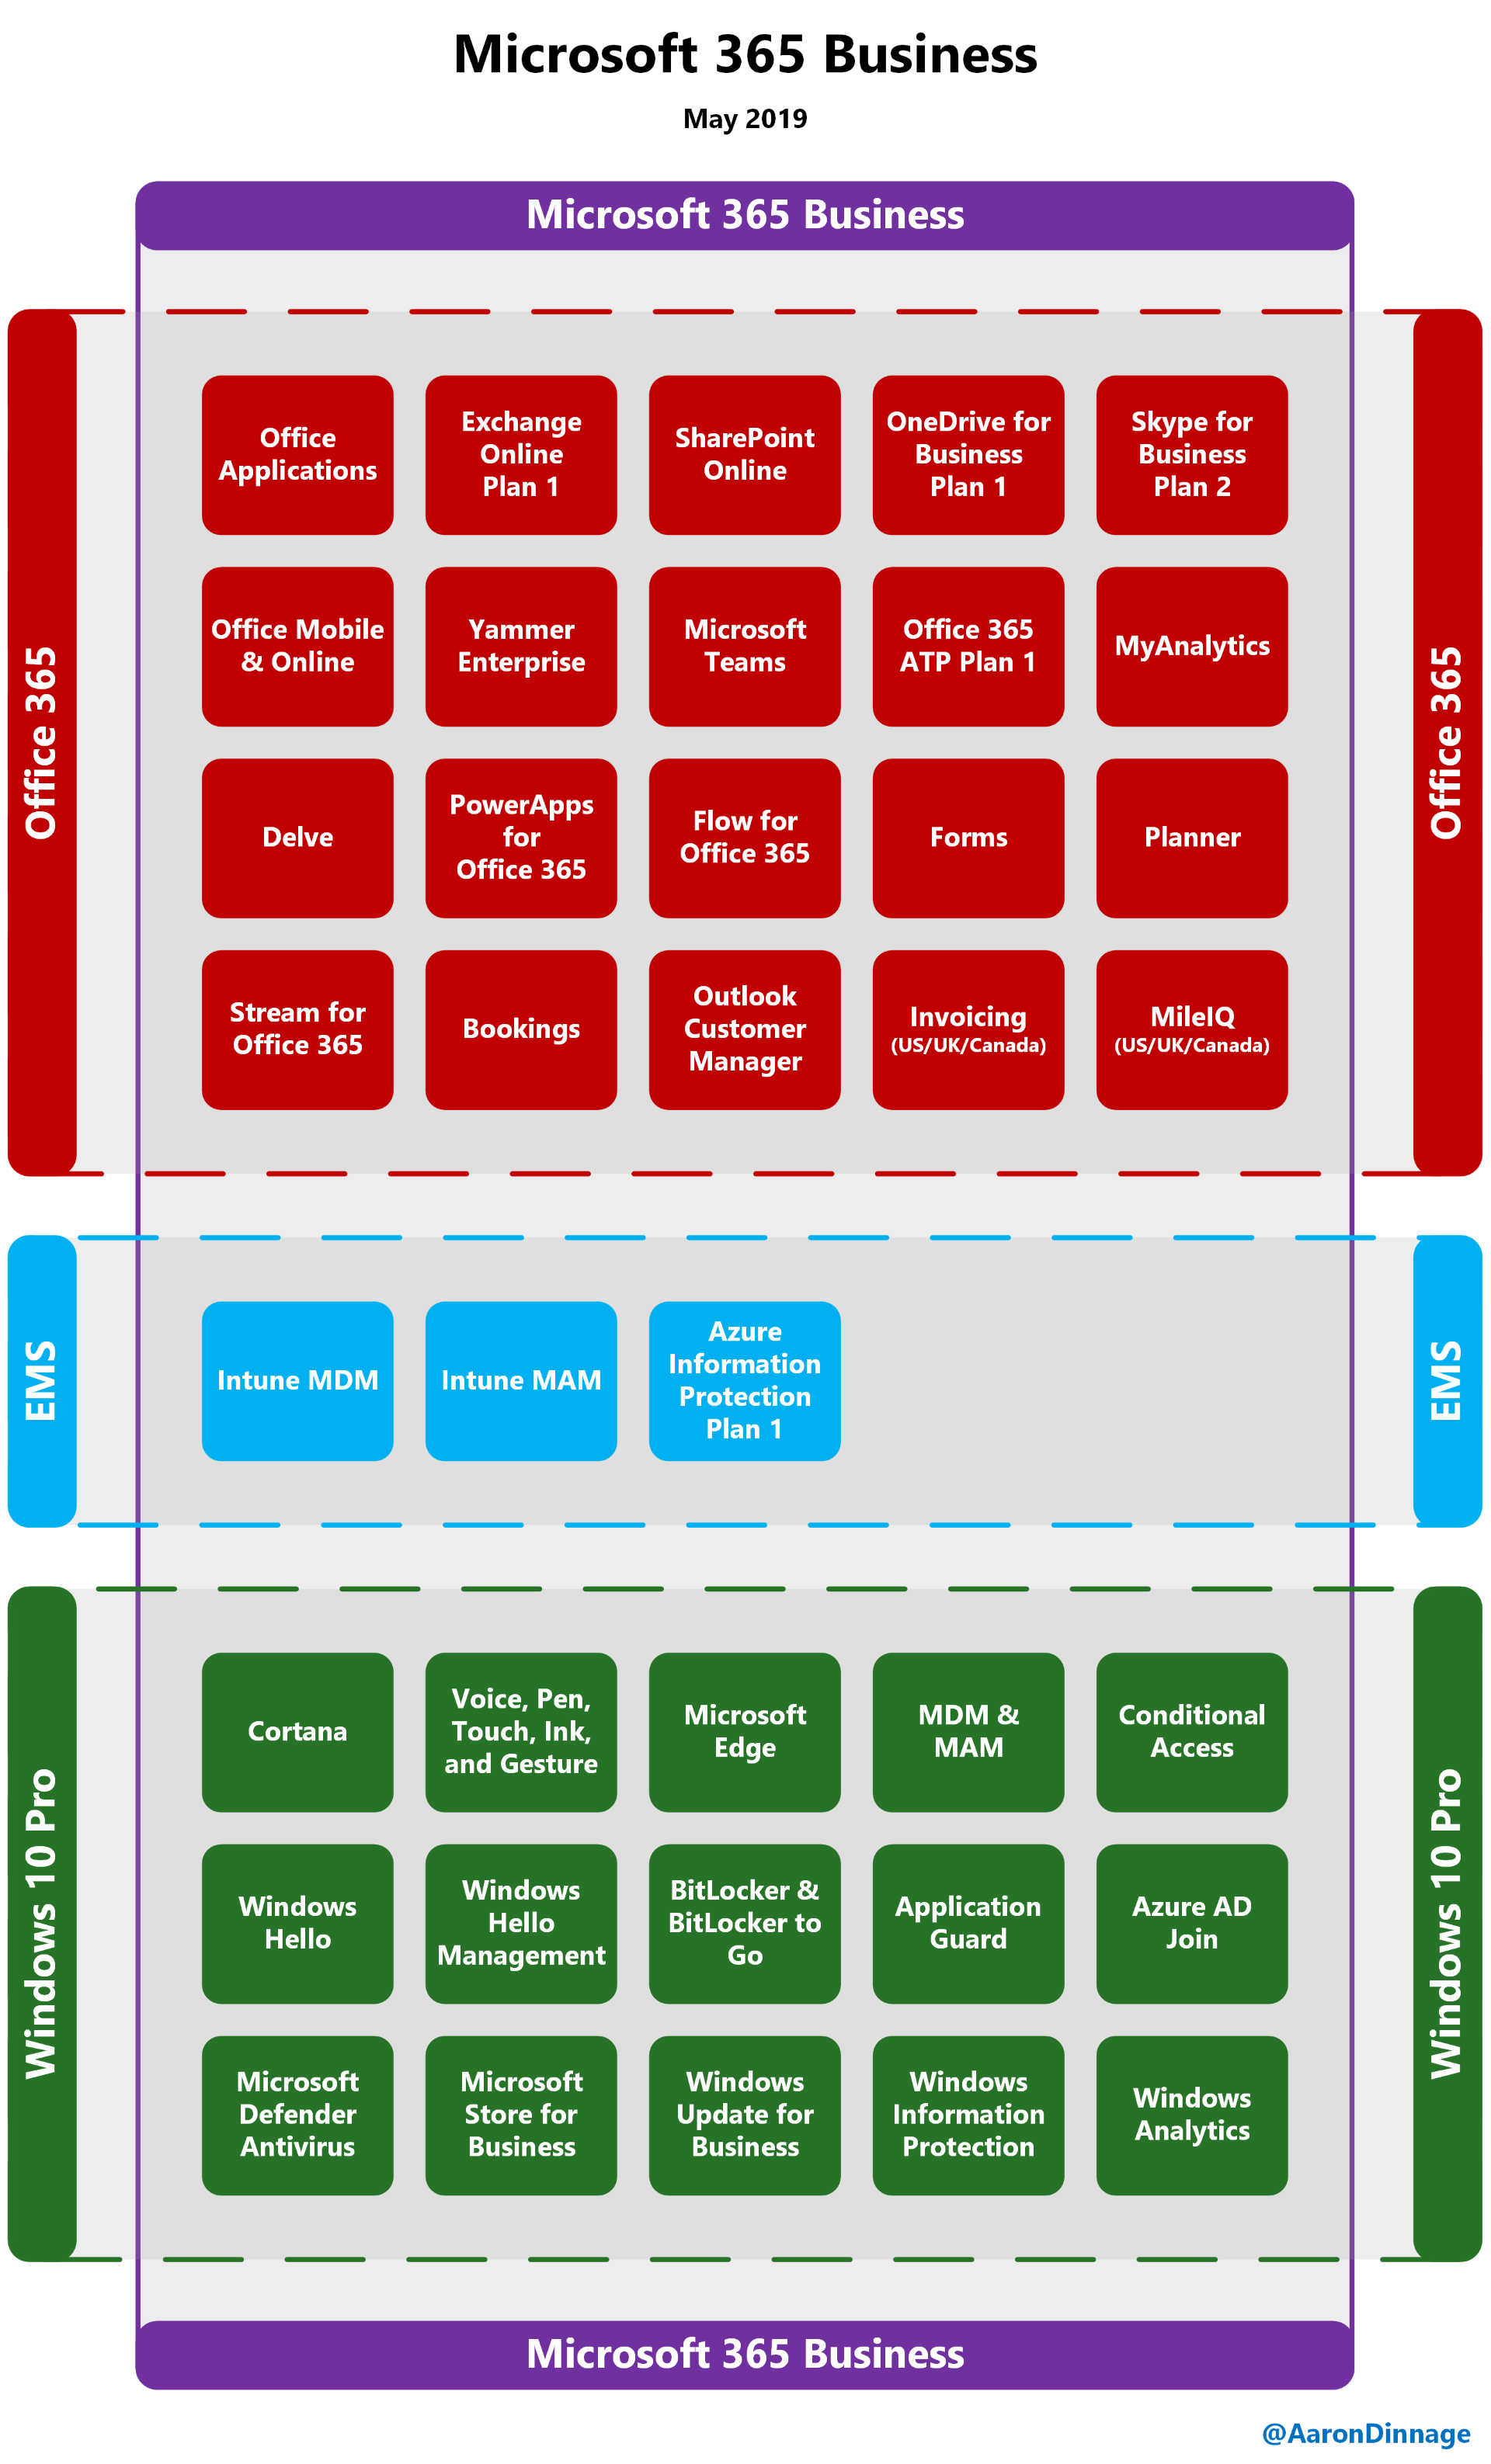 Microsoft 365 Business
May 2019
Microsoft 365 Business
Office 365
Office 365
Office
Applications
Exchange
Online
Plan 1
SharePoint
Online
OneDrive for
Business
Plan 1
Skype for
Business
Plan 2
Office Mobile
& Online
Yammer
Enterprise
Microsoft
Teams
Office 365
ATP Plan 1
MyAnalytics
Delve
PowerApps
for
Office 365
Flow for
Office 365
Forms
Planner
Stream for
Office 365
Bookings
Outlook
Customer
Manager
Invoicing
(US/UK/Canada)
MileIQ
(US/UK/Canada)
EMS
EMS
Intune MDM
Intune MAM
Azure
Information
Protection
Plan 1
Windows 10 Pro
Windows 10 Pro
Cortana
Voice, Pen,
Touch, Ink,
and Gesture
Microsoft
Edge
MDM &
MAM
Conditional
Access
Windows
Hello
Windows
Hello
Management
BitLocker &
BitLocker to
Go
Application
Guard
Azure AD
Join
Microsoft
Defender
Antivirus
Microsoft
Store for
Business
Windows
Update for
Business
Windows
Information
Protection
Windows
Analytics
Microsoft 365 Business
@AaronDinnage